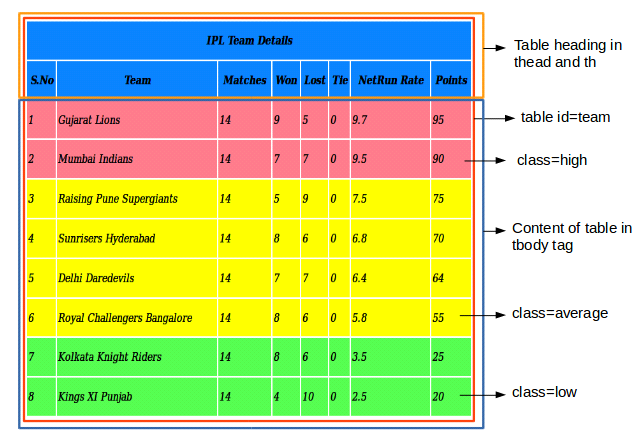 IPL Team Details
S.No Team Matches Won Lost Tie NetRun Rate Points
1 Gujarat Lions 14 9 5 0 9.7 95
2 Mumbai Indians 14 7 7 0 9.5 90
3 Raising Pune Supergiants 14 5 9 0 7.5 75
4 Sunrisers Hyderabad 14 8 6 0 6.8 70
5 Delhi Daredevils 14 7 7 0 6.4 64
6 Royal Challengers Bangalore 14 8 6 0 5.8 55
7 Kolkata Knight Riders 14 8 6 0 3.5 25
8 Kings XI Punjab 14 4 10 0 2.5 20
Table heading in
thead and th
table id=team
class=high
Content of table in
tbody tag
class=average
class=low